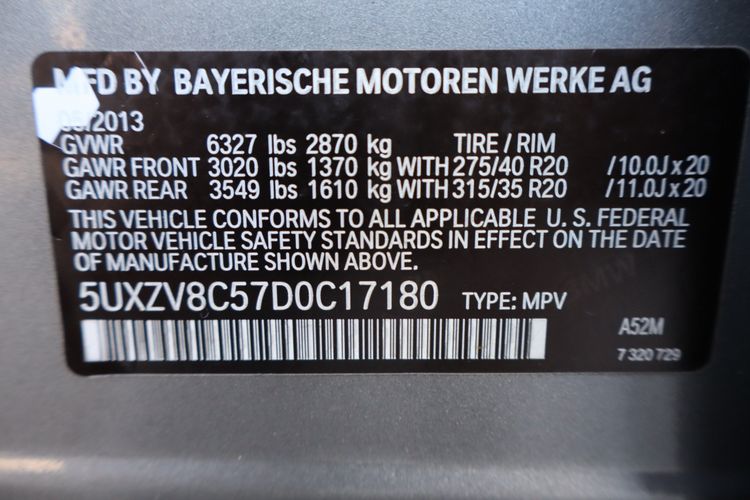 MFD BY BAYERISCHE MOTOREN WERKE AG
05/2013
GVWR 6327 lbs 2870 kg TIRE / RIM
GAWR FRONT 3020 lbs 1370 kg WITH 275/40 R20 /10.0J x 20
GAWR REAR 3549 lbs 1610 kg WITH 315/35 R20 /11.0J x 20
THIS VEHICLE CONFORMS TO ALL APPLICABLE U.S. FEDERAL
MOTOR VEHICLE SAFETY STANDARDS IN EFFECT ON THE DATE
OF MANUFACTURE SHOWN ABOVE.
5UXZV8C57D0C17180 TYPE: MPV
BMW
A52M
7 320 729